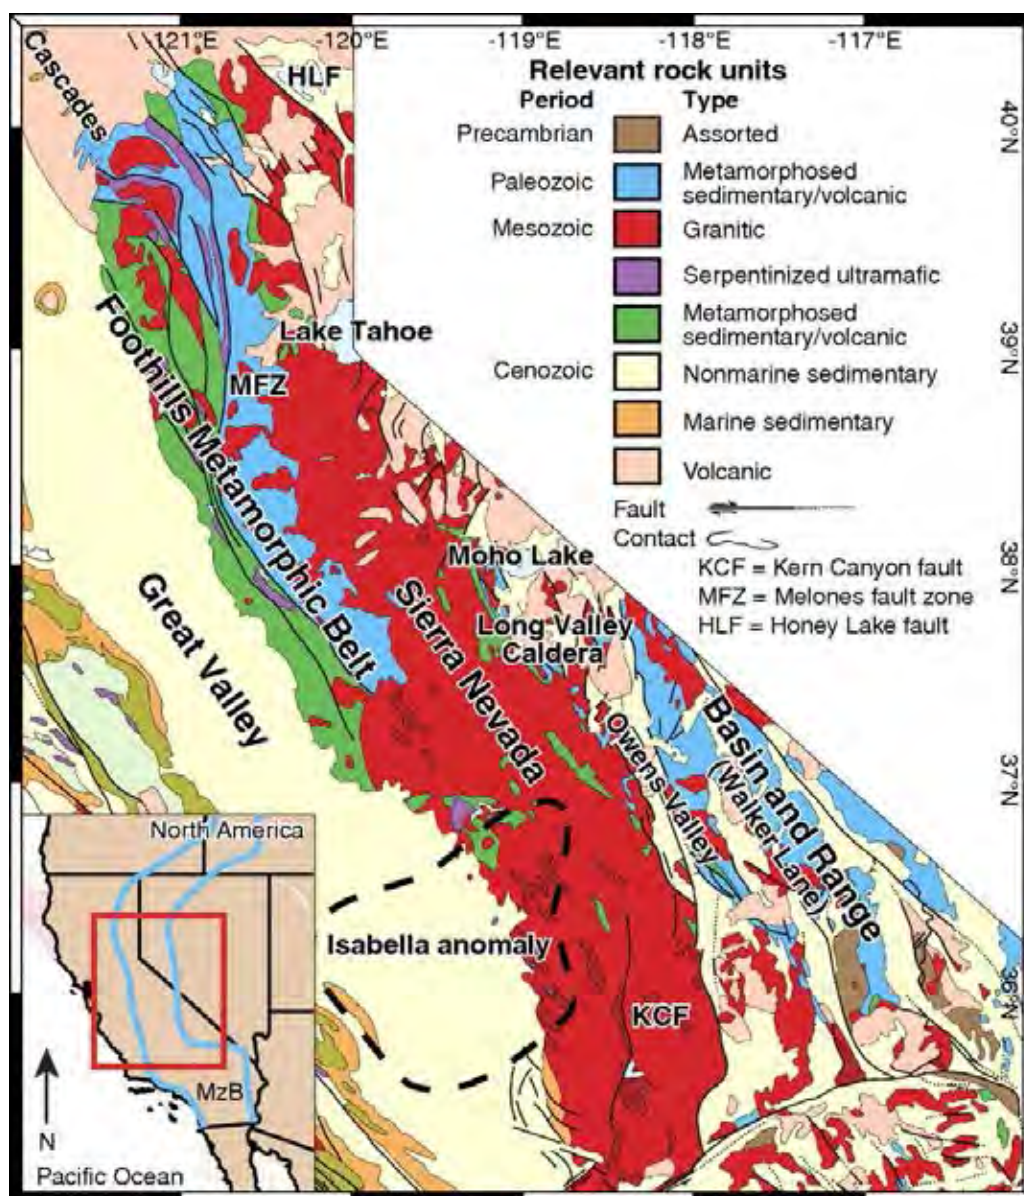 -121°E
-120°E
-119°E
-118°E
-117°E
Cascades
HLF
Relevant rock units
Period
Type
Precambrian
Assorted
Paleozoic
Metamorphosed
sedimentary/volcanic
Mesozoic
Granitic
Serpentinized ultramafic
Metamorphosed
sedimentary/volcanic
Cenozoic
Nonmarine sedimentary
Marine sedimentary
Volcanic
Fault
Contact
KCF = Kern Canyon fault
MFZ = Melones fault zone
HLF = Honey Lake fault
40°N
39°N
38°N
37°N
36°N
Lake Tahoe
MFZ
Foothills Metamorphic Belt
Moho Lake
Great Valley
Sierra Nevada
Long Valley
Caldera
Owens Valley
Basin and Range
(Walker Lane)
Isabella anomaly
KCF
North America
MzB
N
Pacific Ocean